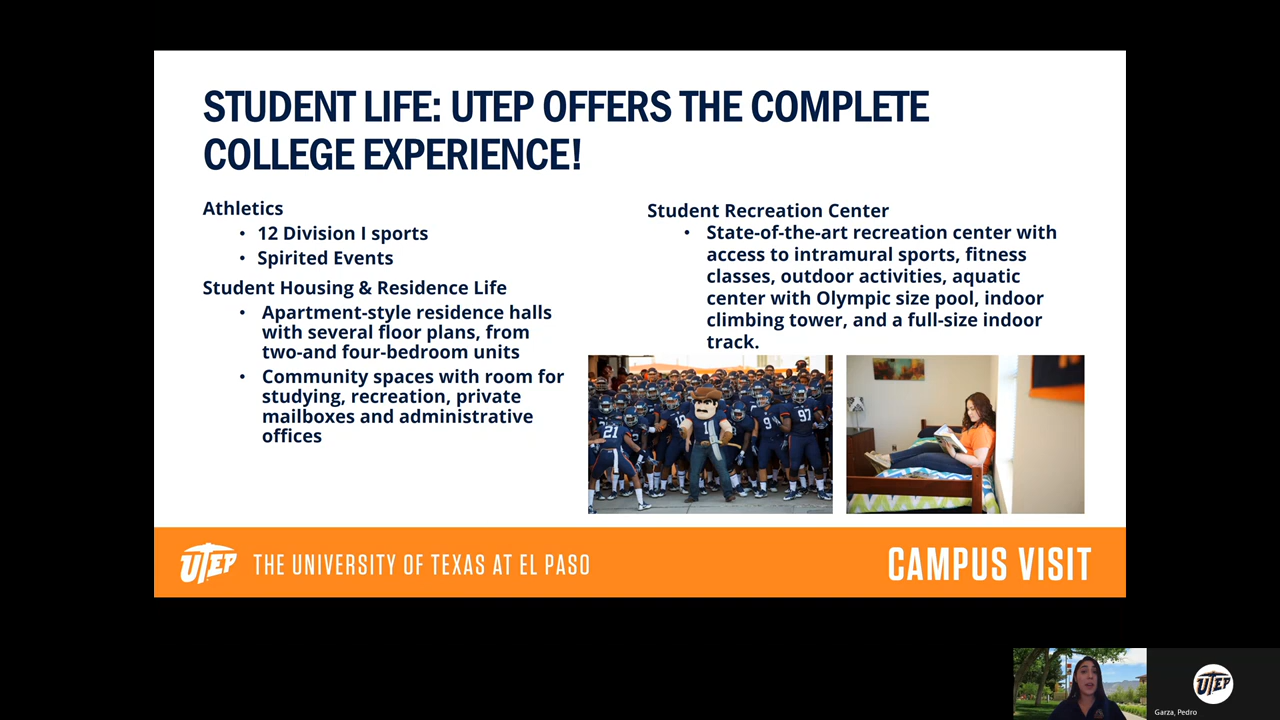 STUDENT LIFE: UTEP OFFERS THE COMPLETE
COLLEGE EXPERIENCE!
Athletics
• 12 Division I sports
• Spirited Events
Student Housing & Residence Life
• Apartment-style residence halls
with several floor plans, from
two-and four-bedroom units
• Community spaces with room for
studying, recreation, private
mailboxes and administrative
offices
Student Recreation Center
• State-of-the-art recreation center with
access to intramural sports, fitness
classes, outdoor activities, aquatic
center with Olympic size pool, indoor
climbing tower, and a full-size indoor
track.
21
9
97
UTEP THE UNIVERSITY OF TEXAS AT EL PASO
CAMPUS VISIT
UTEP
Garza, Pedro